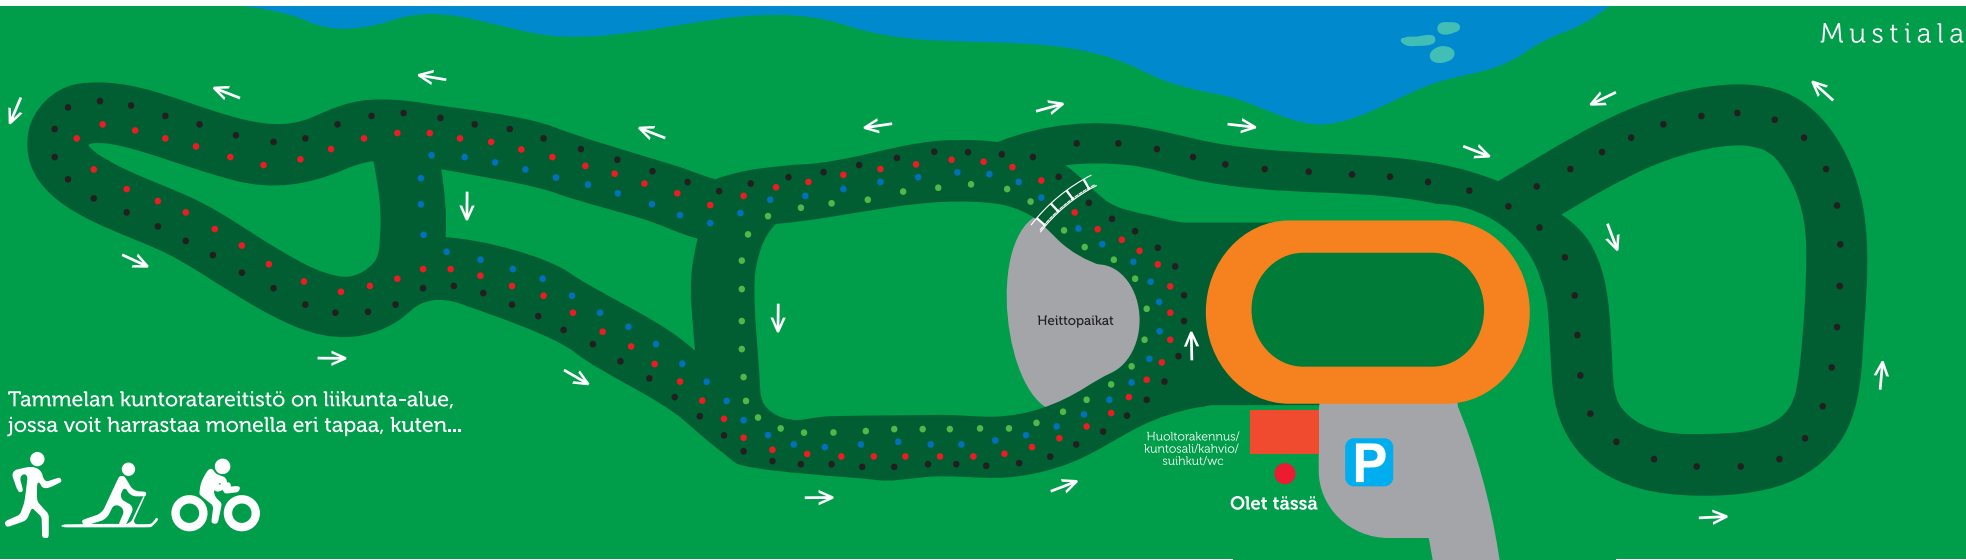 Mustiala
Heittopaikat
Tammelan kuntoratareitistö on liikunta-alue,
jossa voit harrastaa monella eri tapaa, kuten...
Huoltorakennus/
kuntosali/kahvio/
suihkut/wc
P
Olet tässä